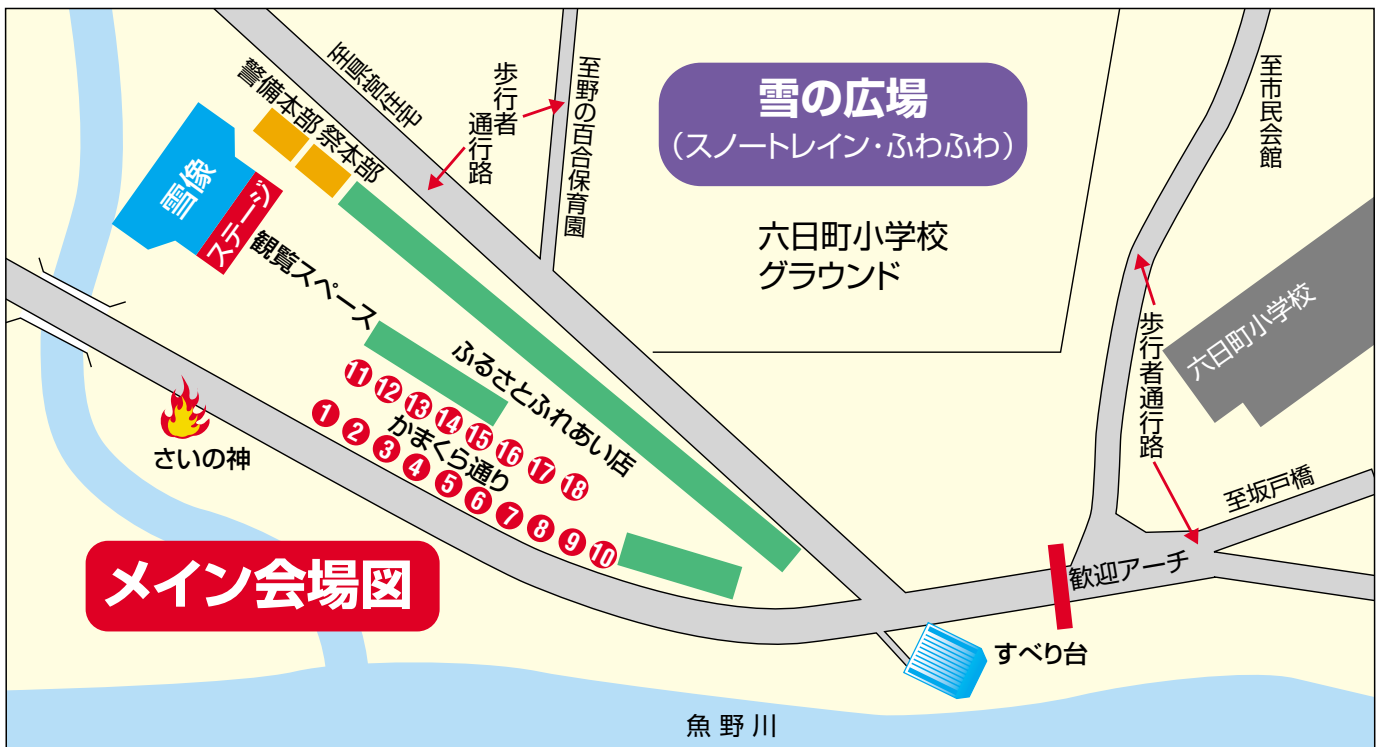 至県営住宅
警備本部
祭本部
歩行者
通行路
至野の百合保育園
雪の広場
(スノートレイン・ふわふわ)
六日町小学校
グラウンド
至市民会館
六日町小学校
歩行者通行路
至坂戸橋
歓迎アーチ
雪像
ステージ
観覧スペース
ふるさとふれあい店
11 12 13 14 15 16 17 18
かまくら通り
1 2 3 4 5 6 7 8 9 10
さいの神
メイン会場図
すべり台
魚野川